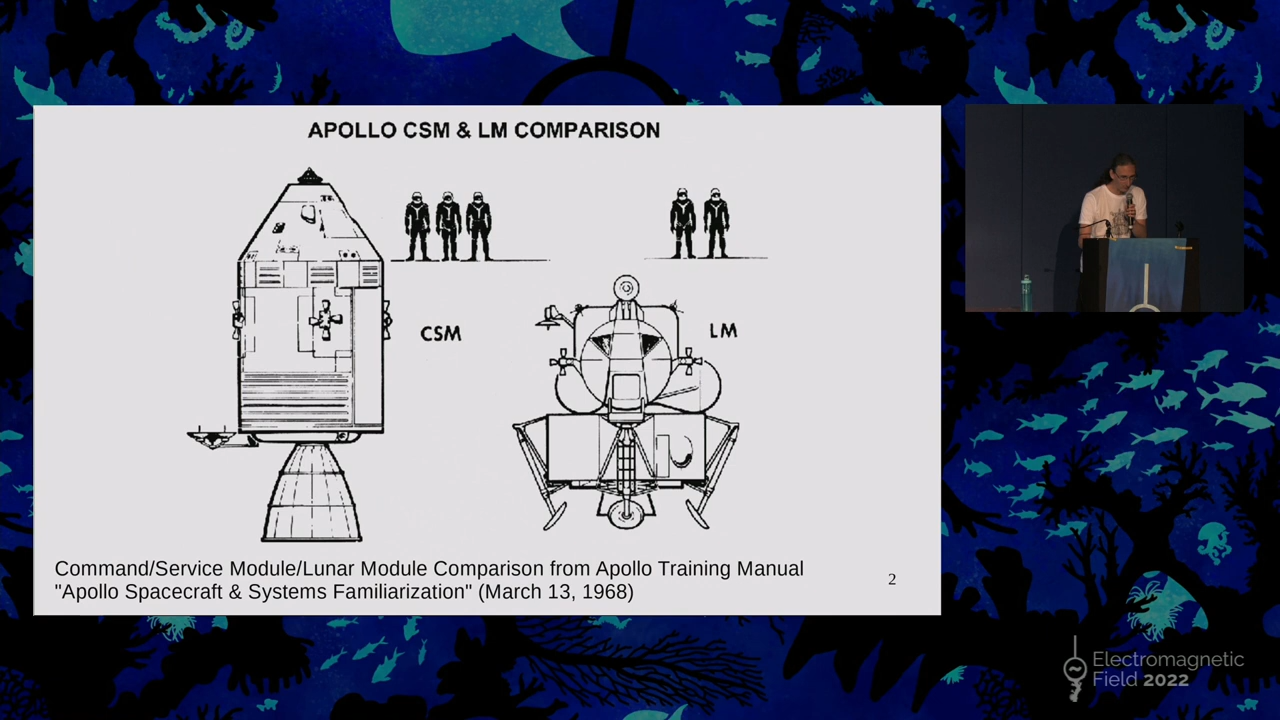 APOLLO CSM & LM COMPARISON
CSM
LM
Command/Service Module/Lunar Module Comparison from Apollo Training Manual
"Apollo Spacecraft & Systems Familiarization" (March 13, 1968)
2
Electromagnetic
Field 2022